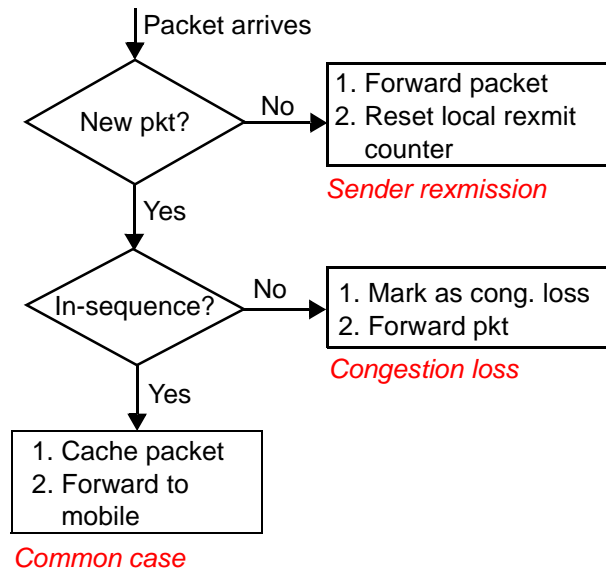 Packet arrives
New pkt?
No
1. Forward packet
2. Reset local rexmit
counter
Sender rexmission
Yes
In-sequence?
No
1. Mark as cong. loss
2. Forward pkt
Congestion loss
Yes
1. Cache packet
2. Forward to
mobile
Common case